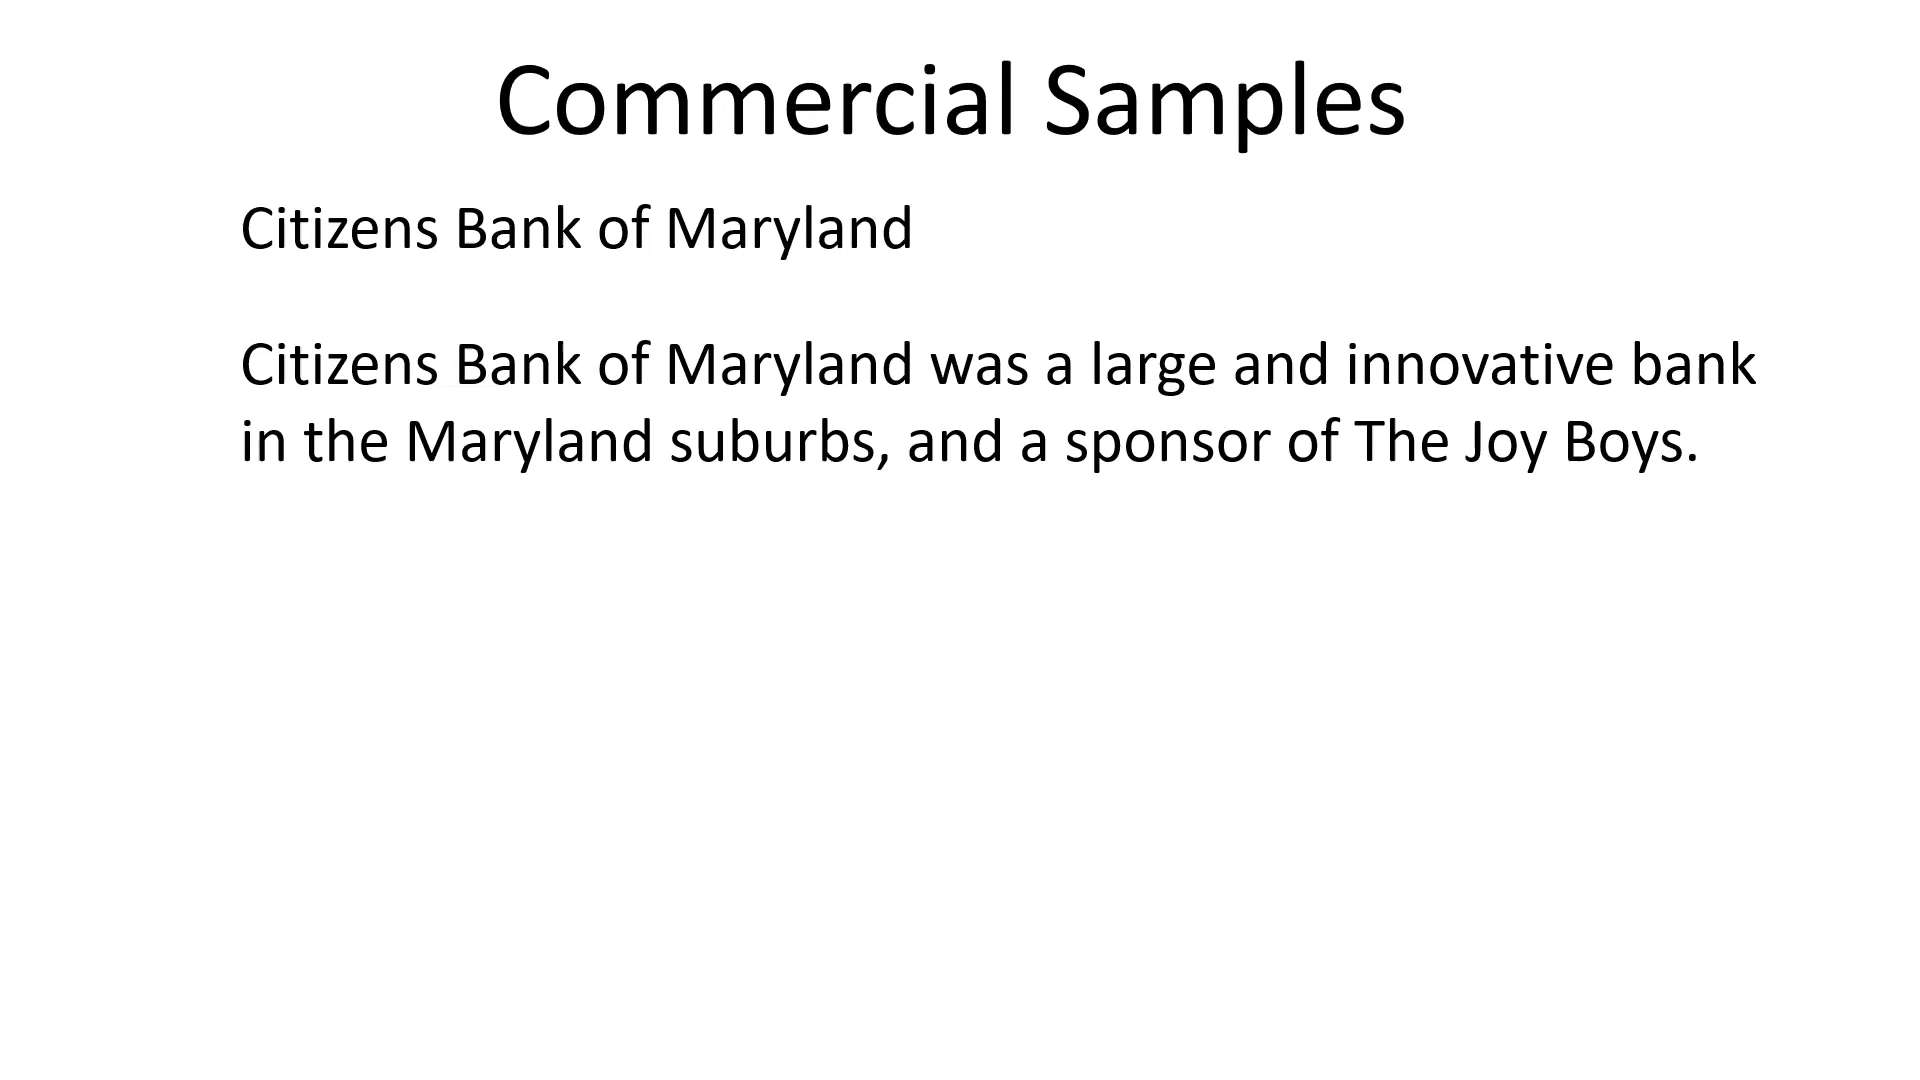 Commercial Samples
Citizens Bank of Maryland
Citizens Bank of Maryland was a large and innovative bank
in the Maryland suburbs, and a sponsor of The Joy Boys.